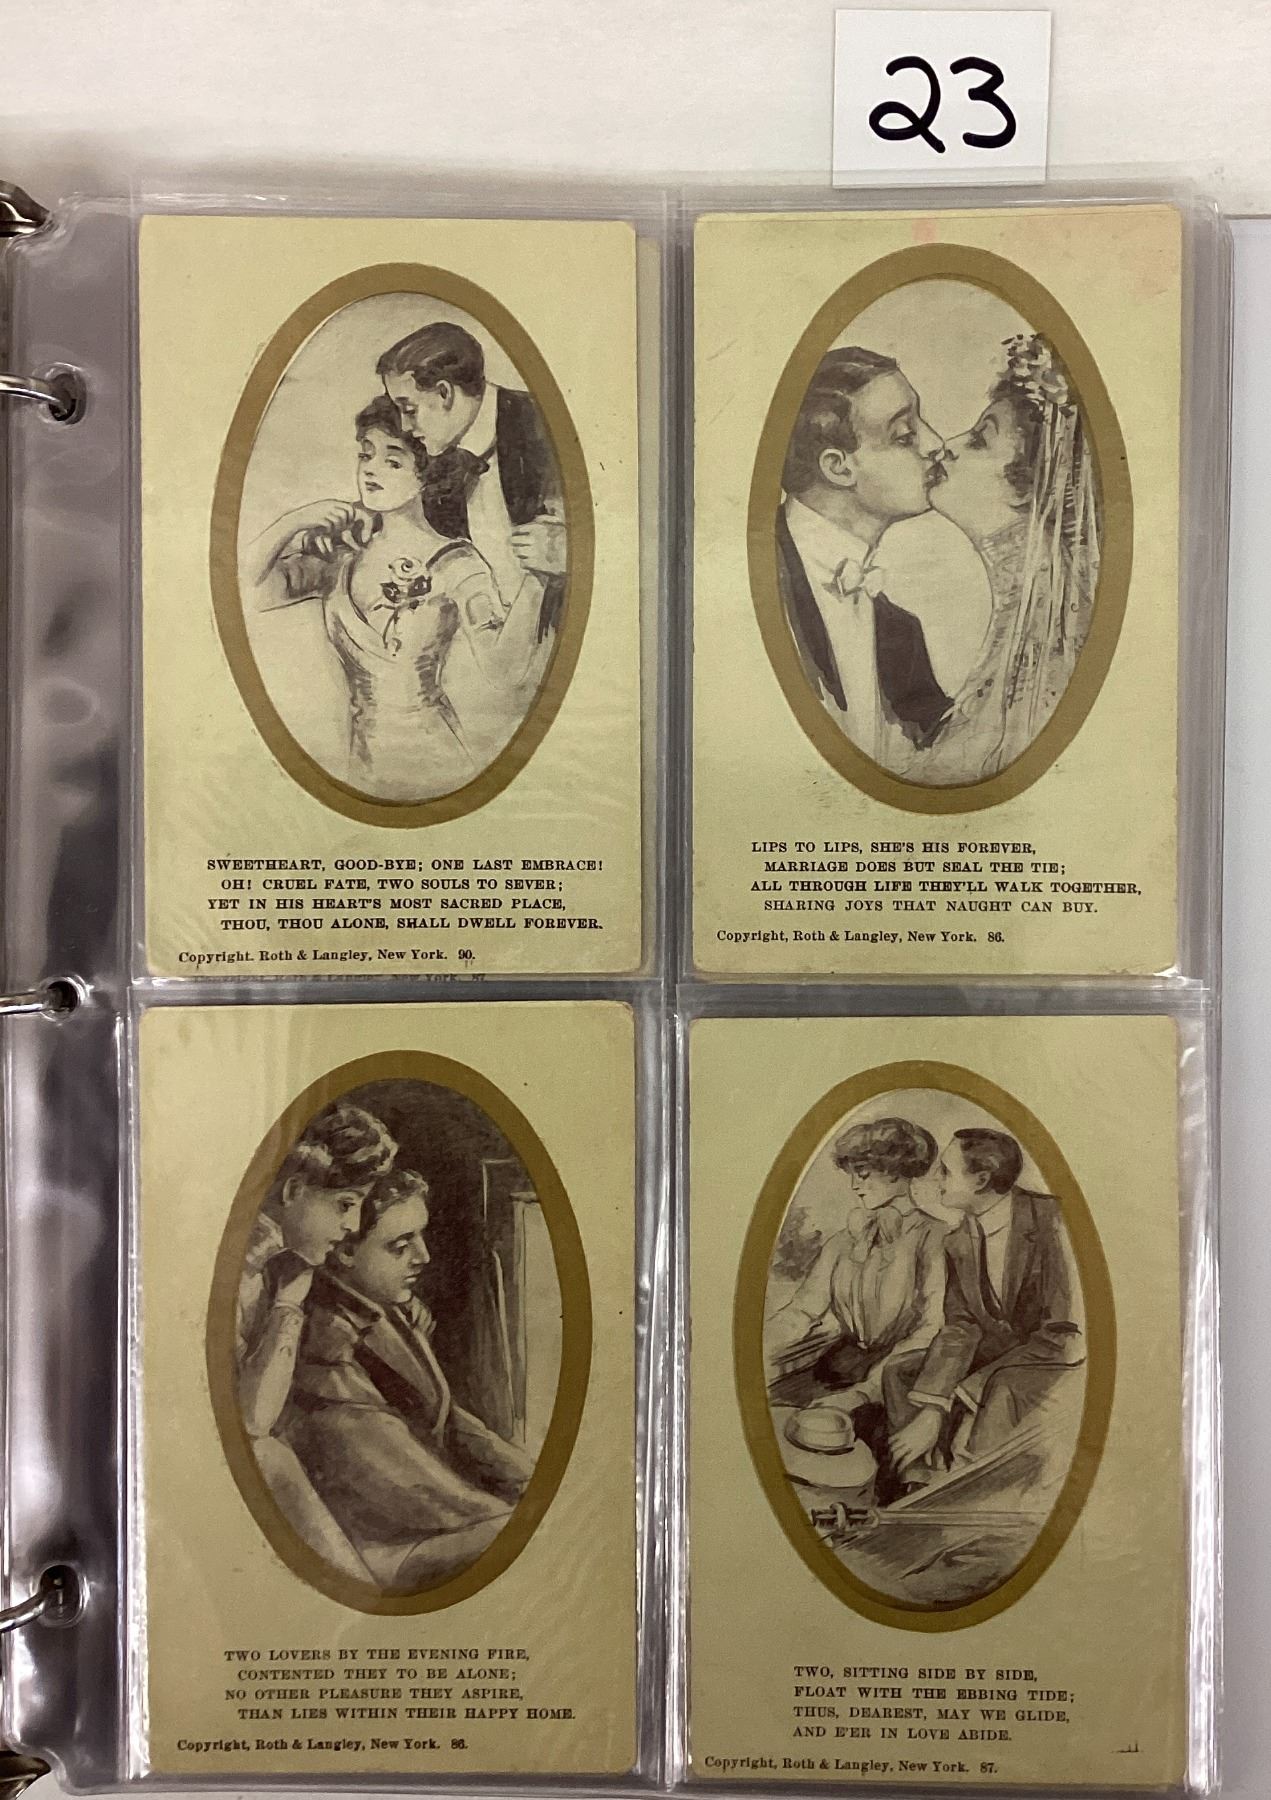 23
SWEETHEART, GOOD-BYE; ONE LAST EMBRACE!
OH! CRUEL FATE, TWO SOULS TO SEVER;
YET IN HIS HEART'S MOST SACRED PLACE,
THOU, THOU ALONE, SHALL DWELL FOREVER.
Copyright. Roth & Langley, New York. 90.
Copyright, Roth & Langley, New York. 87.
LIPS TO LIPS, SHE'S HIS FOREVER,
MARRIAGE DOES BUT SEAL THE TIE;
ALL THROUGH LIFE THEY'LL WALK TOGETHER,
SHARING JOYS THAT NAUGHT CAN BUY.
Copyright, Roth & Langley, New York. 86.
TWO LOVERS BY THE EVENING FIRE,
CONTENTED THEY TO BE ALONE;
NO OTHER PLEASURE THEY ASPIRE,
THAN LIES WITHIN THEIR HAPPY HOME.
Copyright, Roth & Langley, New York. 86.
TWO, SITTING SIDE BY SIDE,
FLOAT WITH THE EBBING TIDE;
THUS, DEAREST, MAY WE GLIDE,
AND E'ER IN LOVE ABIDE.
Copyright, Roth & Langley, New York. 87.